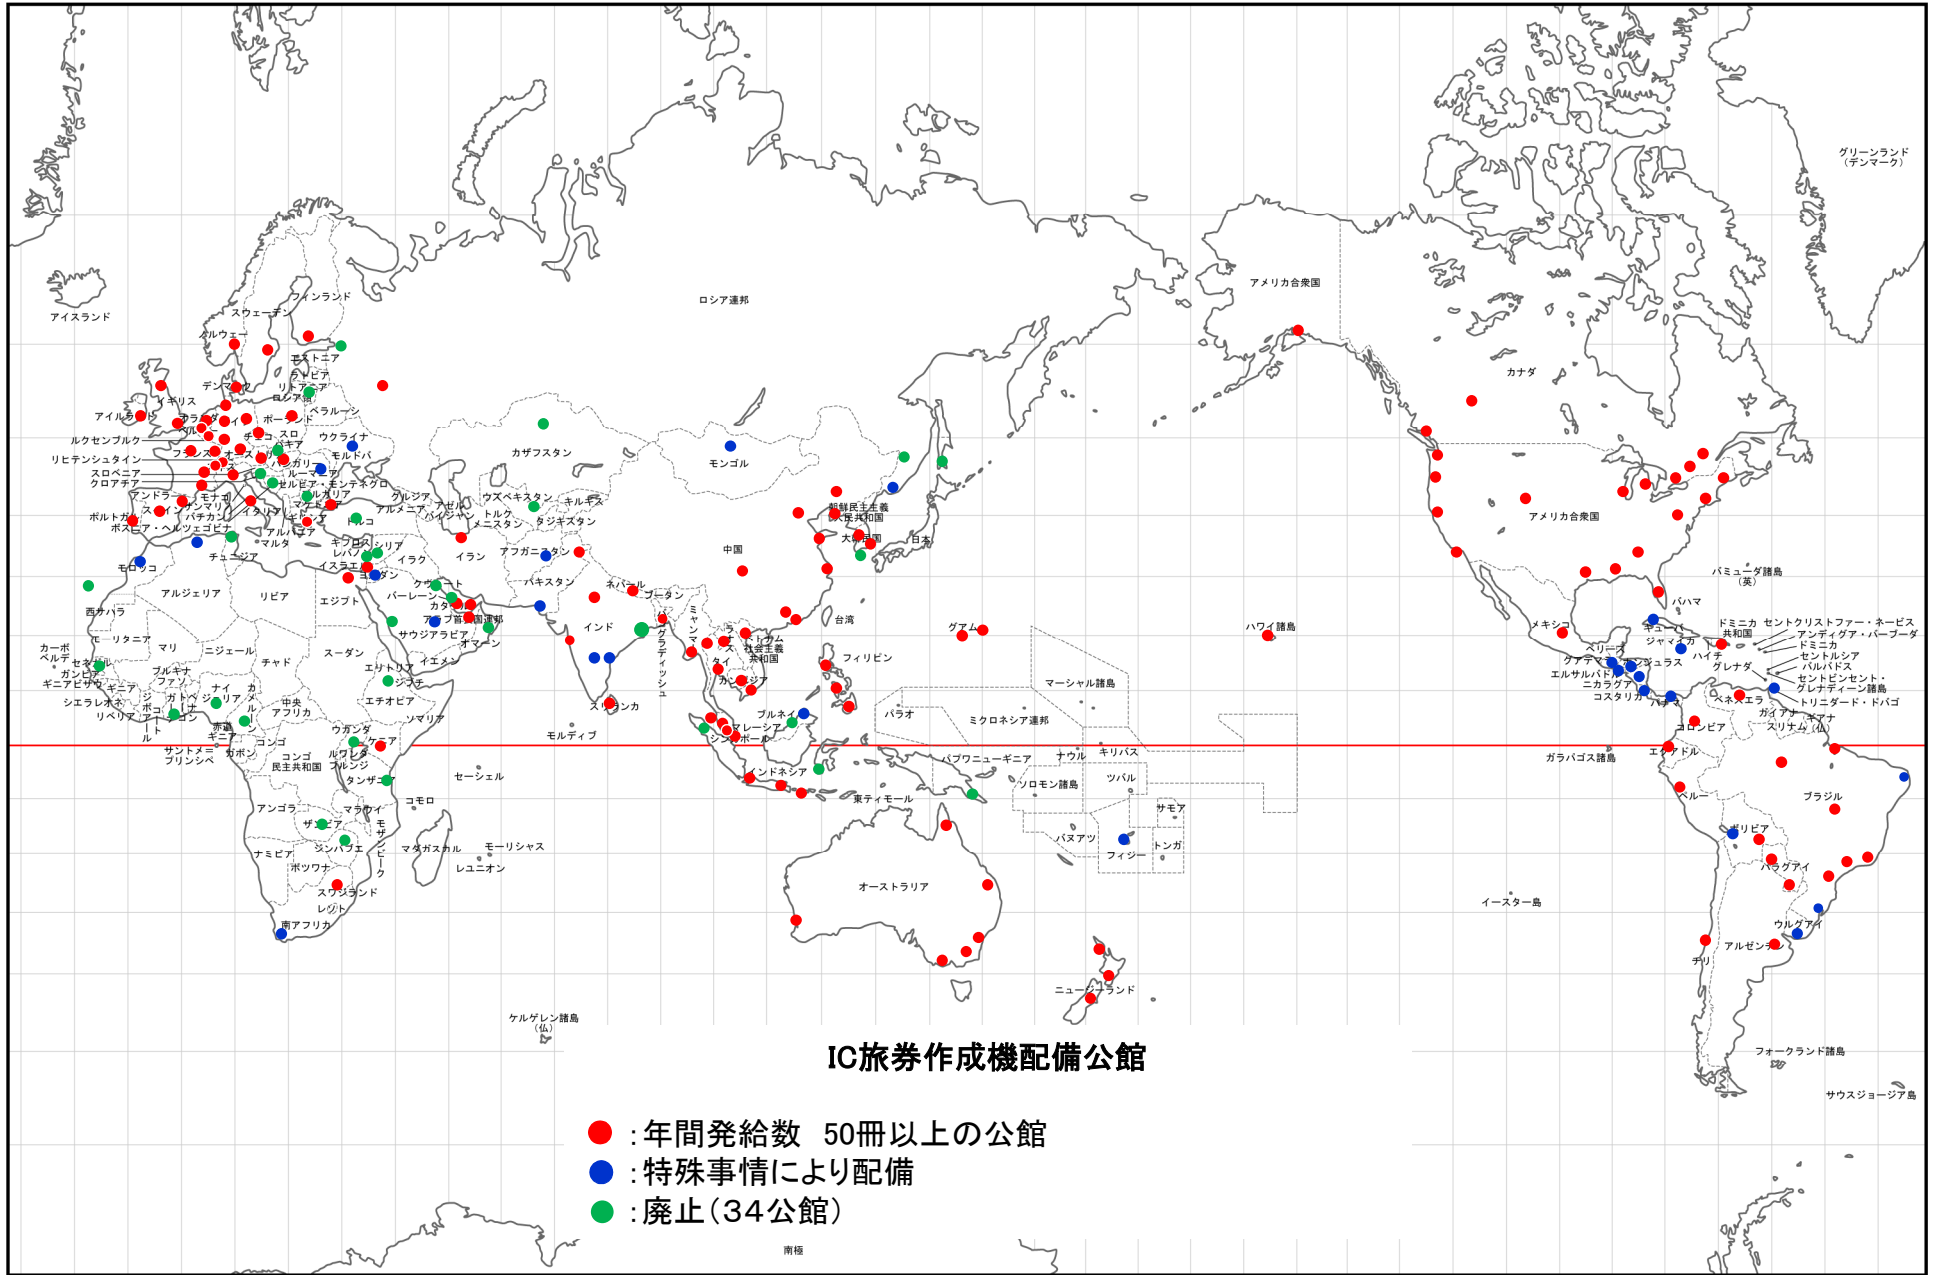 グリーンランド
（デンマーク）
アイスランド
フィンランド
スウェーデン
ノルウェー
ロシア連邦
アメリカ合衆国
カナダ
エストニア
ラトビア
リトアニア
デンマーク
イギリス
アイルランド
ベラルーシ
ルクセンブルク
ウクライナ
リヒテンシュタイン
モルドバ
スロベニア
クロアチア
ルーマニア
セルビア・モンテネグロ
アンドラ
モナコ
サンマリノ
ブルガリア
ポルトガル
スペイン
バチカン
イタリア
ボスニア・ヘルツェゴビナ
アルバニア
マルタ
トルコ
グルジア
アルメニア
アゼル
バイジャン
カザフスタン
ウズベキスタン
キルギス
トルク
メニスタン
タジキスタン
モンゴル
朝鮮民主主義
人民共和国
大韓民国
日本
中国
台湾
キプロス
レバノン
シリア
イスラエル
ヨルダン
イラク
イラン
アフガニスタン
パキスタン
ネパール
ブータン
インド
バングラディッシュ
ミャンマー
ラオス
ベトナム
社会主義
共和国
タイ
カンボジア
フィリピン
クウェート
バーレーン
カタール
アラブ首長国連邦
サウジアラビア
オマーン
イエメン
モロッコ
チュニジア
アルジェリア
リビア
エジプト
西サハラ
モーリタニア
マリ
ニジェール
チャド
スーダン
エリトリア
ジブチ
エチオピア
ソマリア
カーボ
ベルデ
セネガル
ガンビア
ギニアビサウ
ギニア
シエラレオネ
リベリア
ブルキナ
ファソ
コートジボアール
ガーナ
トーゴ
ベナン
ナイジェリア
カメルーン
中央
アフリカ
赤道
ギニア
サントメ=
プリンシペ
ガボン
コンゴ
コンゴ
民主共和国
ウガンダ
ケニア
ルワンダ
ブルンジ
タンザニア
セーシェル
コモロ
アンゴラ
ザンビア
マラウイ
モザンビーク
ジンバブエ
ナミビア
ボツワナ
マダガスカル
モーリシャス
レユニオン
スワジランド
レソト
南アフリカ
スリランカ
モルディブ
ブルネイ
マレーシア
シンガポール
インドネシア
東ティモール
パラオ
グアム
ハワイ諸島
マーシャル諸島
ミクロネシア連邦
パプワニューギニア
ナウル
キリバス
ソロモン諸島
ツバル
サモア
バヌアツ
フィジー
トンガ
オーストラリア
ニュージーランド
アメリカ合衆国
メキシコ
バミューダ諸島
（英）
バハマ
キューバ
ジャマイカ
ハイチ
ドミニカ
共和国
セントクリストファー・ネービス
アンティグア・バーブーダ
ドミニカ
セントルシア
バルバドス
グレナダ
セントビンセント・
グレナディーン諸島
トリニダード・ドバゴ
ベリーズ
グアテマラ
ホンジュラス
エルサルバドル
ニカラグア
コスタリカ
パナマ
ベネズエラ
ガイアナ
スリナム
ギアナ
（仏）
コロンビア
エクアドル
ガラパゴス諸島
ペルー
ブラジル
ボリビア
パラグアイ
ウルグアイ
アルゼンチン
チリ
イースター島
フォークランド諸島
サウスジョージア島
ケルゲレン諸島
（仏）
南極
IC旅券作成機配備公館
：年間発給数　50冊以上の公館
：特殊事情により配備
：廃止（３４公館）